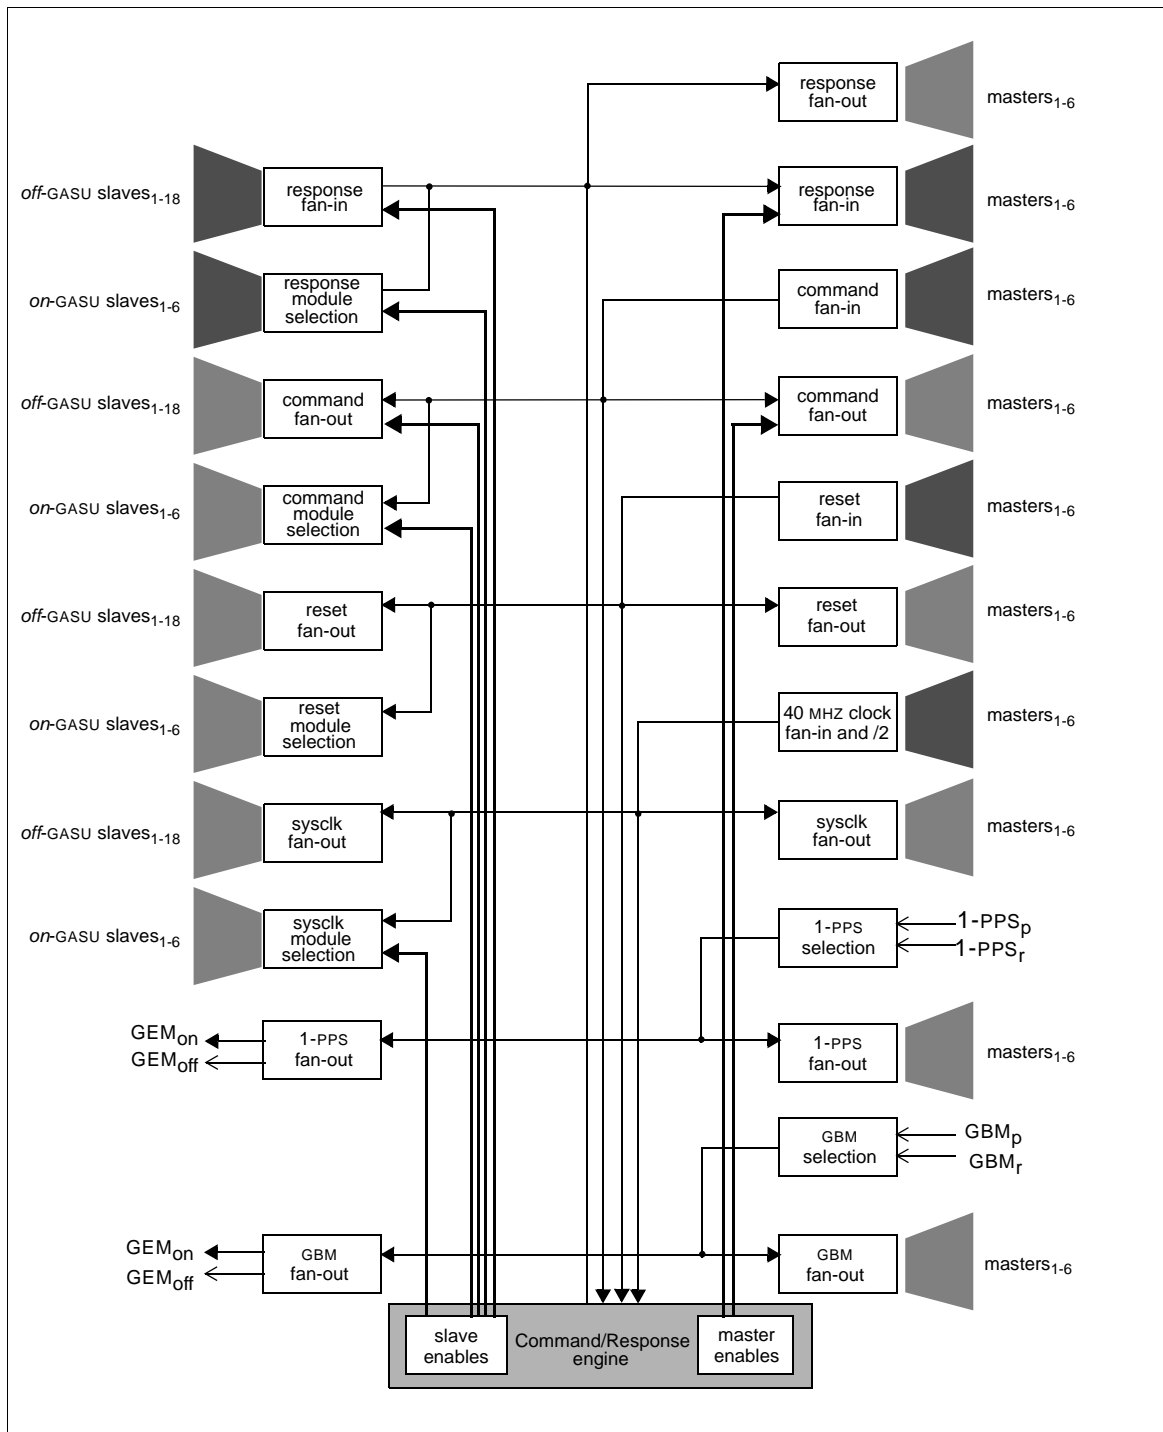 response
fan-out
masters1-6
off-GASU slaves1-18
response
fan-in
response
fan-in
masters1-6
on-GASU slaves1-6
response
module
selection
command
fan-in
masters1-6
off-GASU slaves1-18
command
fan-out
command
fan-out
masters1-6
on-GASU slaves1-6
command
module
selection
reset
fan-in
masters1-6
off-GASU slaves1-18
reset
fan-out
reset
fan-out
masters1-6
on-GASU slaves1-6
reset
module
selection
40 MHZ clock
fan-in and /2
masters1-6
off-GASU slaves1-18
sysclk
fan-out
sysclk
fan-out
masters1-6
on-GASU slaves1-6
sysclk
module
selection
1-PPS
selection
1-PPSp
1-PPSr
GEMon
GEMoff
1-PPS
fan-out
1-PPS
fan-out
masters1-6
GBM
selection
GBMp
GBMr
GEMon
GEMoff
GBM
fan-out
GBM
fan-out
masters1-6
slave
enables
Command/Response
engine
master
enables